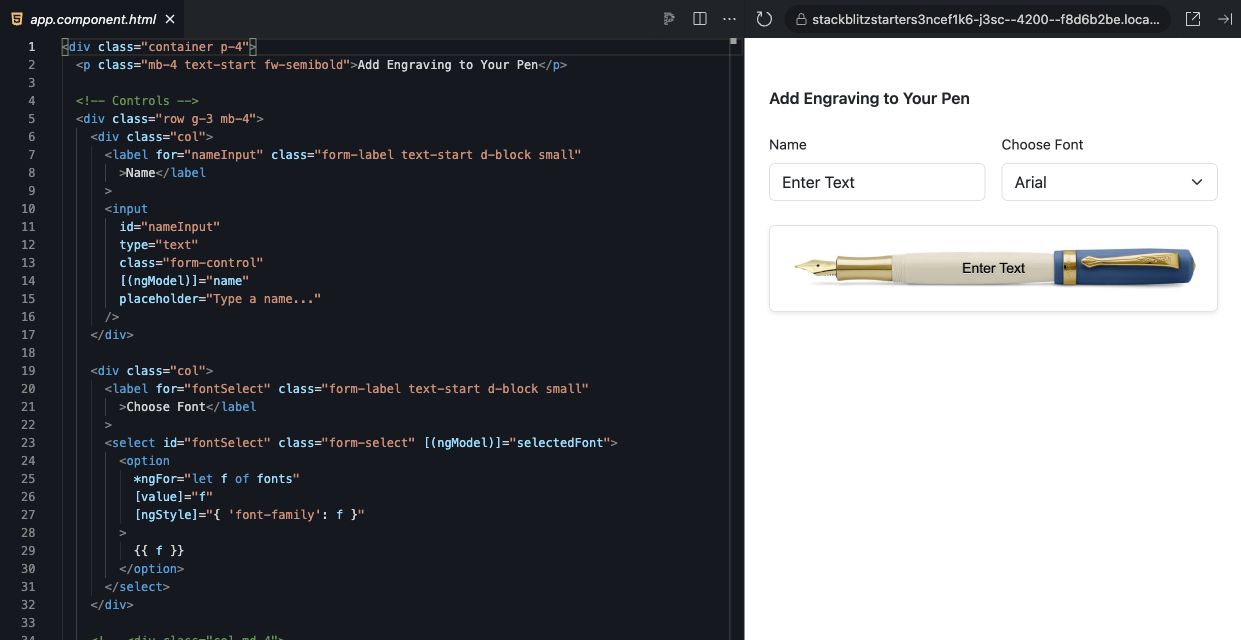 app.component.html
stackblitzstarters3ncef1k6-j3sc--4200--f8d6b2be.loca...
1 <div class="container p-4">
2 <p class="mb-4 text-start fw-semibold">Add Engraving to Your Pen</p>
3
4 <!-- Controls -->
5 <div class="row g-3 mb-4">
6 <div class="col">
7 <label for="nameInput" class="form-label text-start d-block small"
8 >Name</label
9 >
10 <input
11 id="nameInput"
12 type="text"
13 class="form-control"
14 [(ngModel)]="name"
15 placeholder="Type a name..."
16 />
17 </div>
18
19 <div class="col">
20 <label for="fontSelect" class="form-label text-start d-block small"
21 >Choose Font</label
22 >
23 <select id="fontSelect" class="form-select" [(ngModel)]="selectedFont">
24 <option
25 *ngFor="let f of fonts"
26 [value]="f"
27 [ngStyle]="{ 'font-family': f }"
28 >
29 {{ f }}
30 </option>
31 </select>
32 </div>
33
34 <!-- <div class="col-md-4">
Add Engraving to Your Pen
Name
Choose Font
Enter Text
Arial
Enter Text